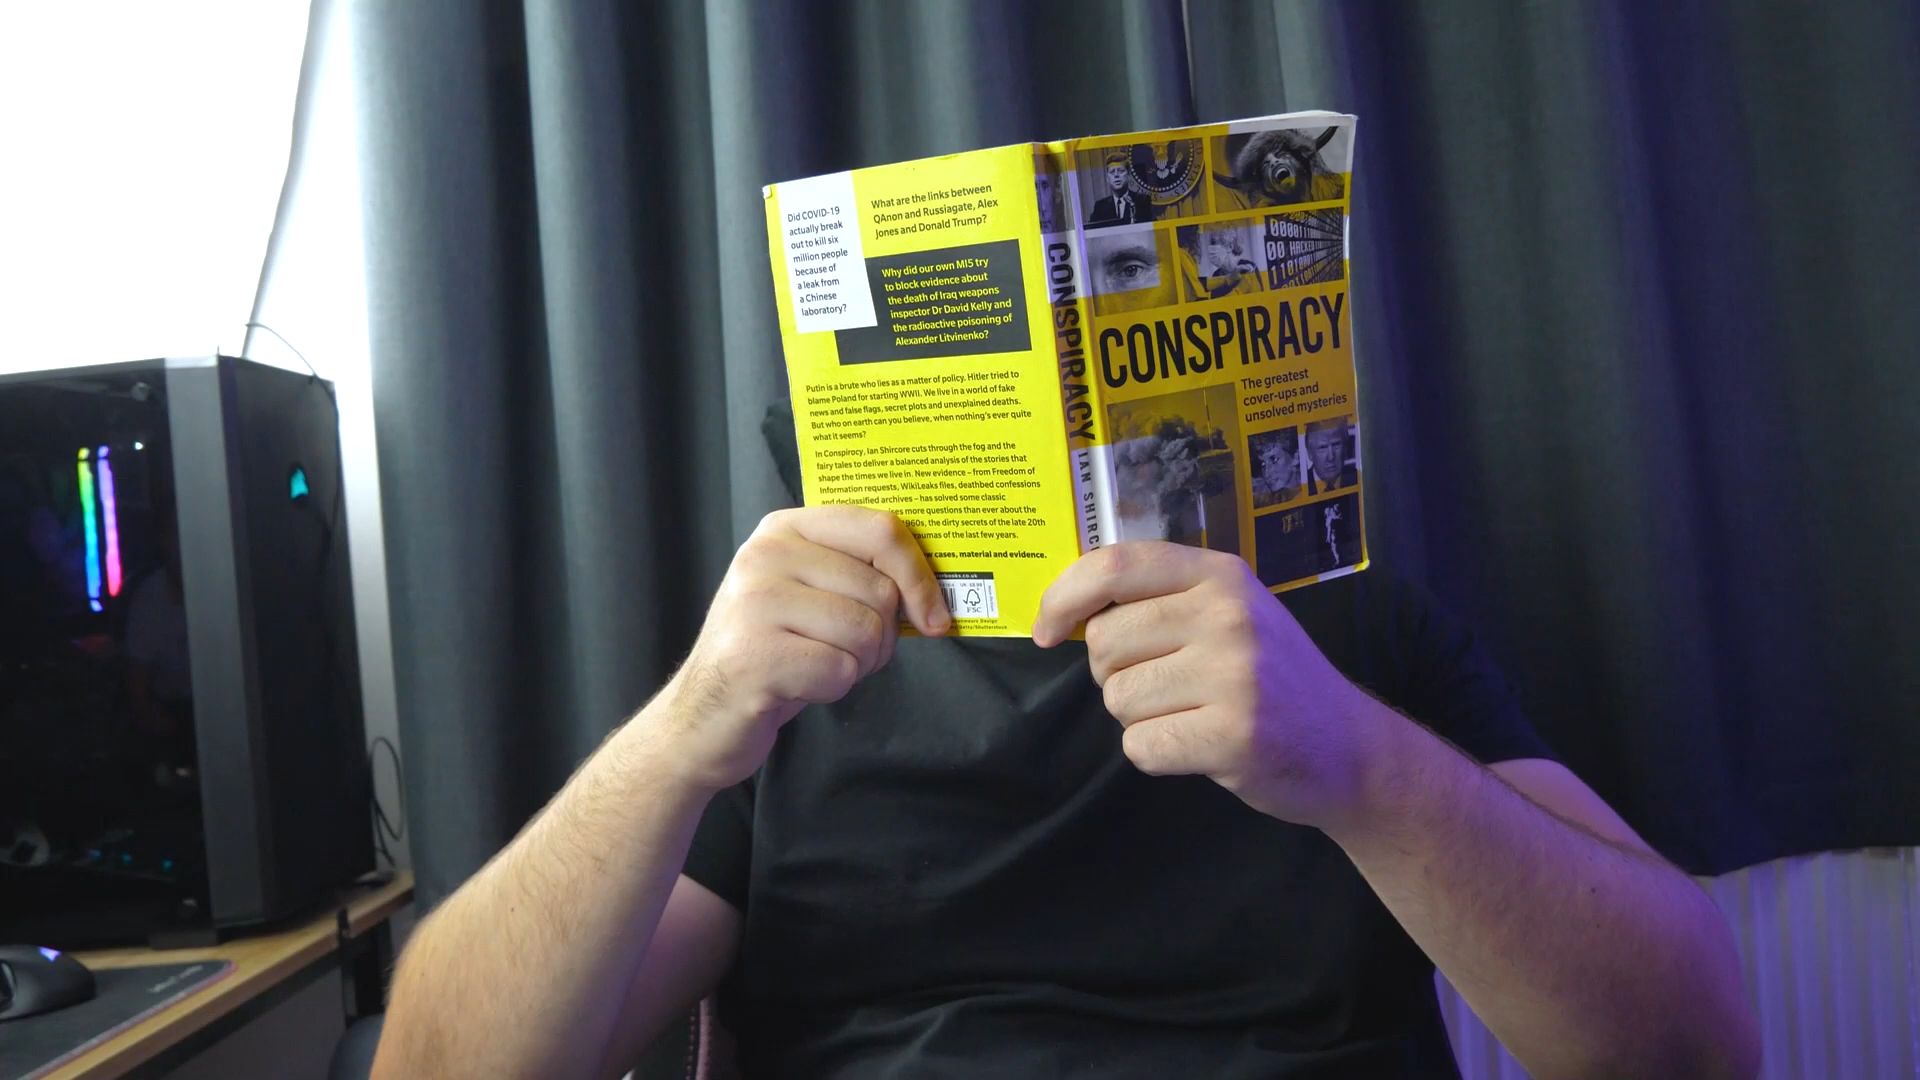 Did COVID-19
actually break
out to kill six
million people
because of
a leak from
a Chinese
laboratory?
What are the links between
QAnon and Russiagate, Alex
Jones and Donald Trump?
Why did our own MI5 try
to block evidence about
the death of Iraq weapons
inspector Dr David Kelly and
the radioactive poisoning of
Alexander Litvinenko?
Putin is a brute who lies as a matter of policy. Hitler tried to
blame Poland for starting WWII. We live in a world of fake
news and false flags, secret plots and unexplained deaths.
But who on earth can you believe, when nothing's ever quite
what it seems?
In Conspiracy, Ian Shircore cuts through the fog and the
fairy tales to deliver a balanced analysis of the stories that
shape the times we live in. New evidence – from Freedom of
Information requests, WikiLeaks files, deathbed confessions
and declassified archives – has solved some classic
more questions than ever about the
1960s, the dirty secrets of the late 20th
of the last few years.
cases, material and evidence.
FSC
CONSPIRACY
IAN
00 HACKED
CONSPIRACY
The greatest
cover-ups and
unsolved mysteries